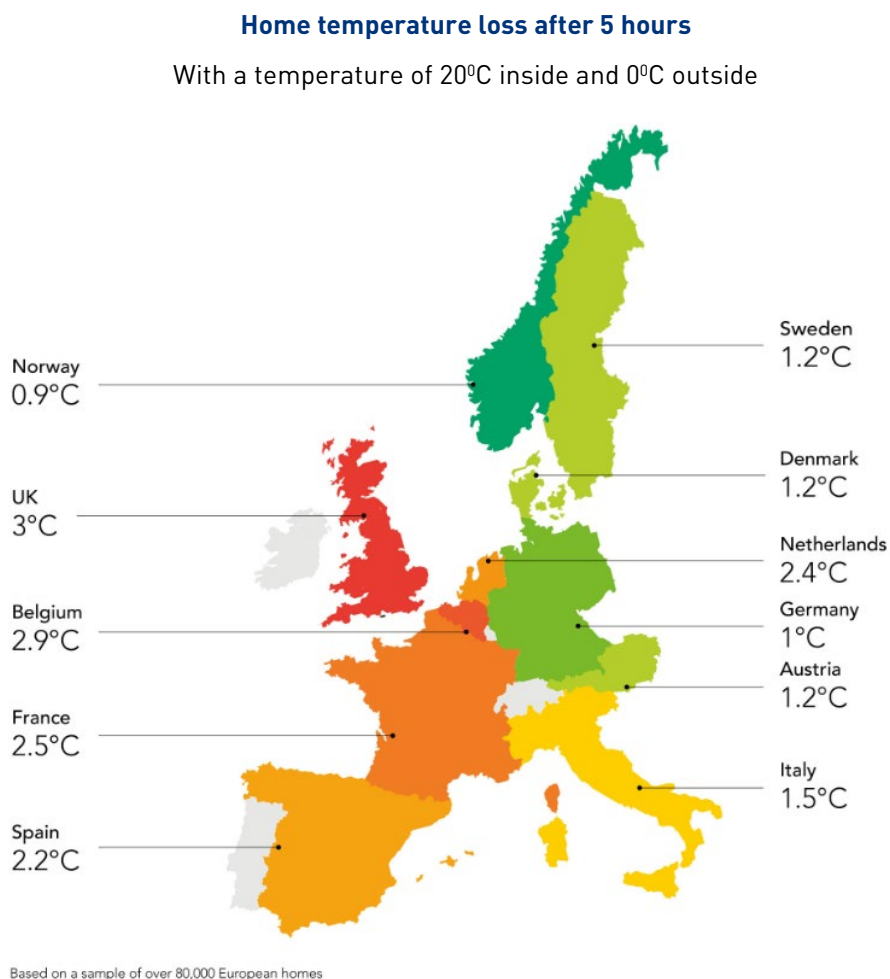 Home temperature loss after 5 hours
With a temperature of 20⁰C inside and 0⁰C outside
Norway
0.9°C
UK
3°C
Belgium
2.9°C
France
2.5°C
Spain
2.2°C
Sweden
1.2°C
Denmark
1.2°C
Netherlands
2.4°C
Germany
1°C
Austria
1.2°C
Italy
1.5°C
Based on a sample of over 80,000 European homes